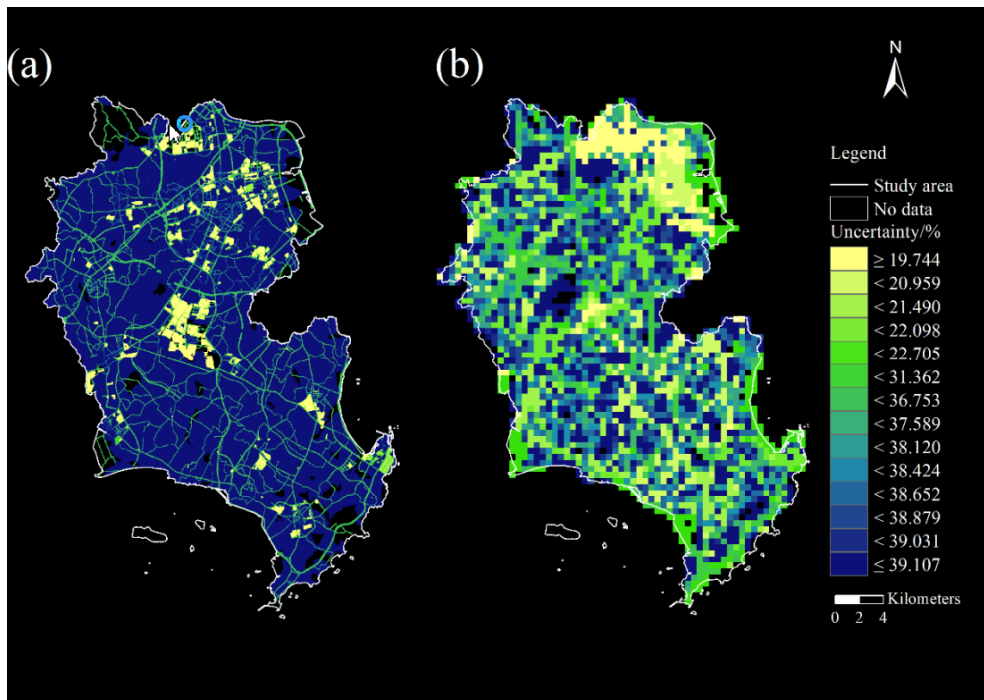 (a)
(b)
N
Legend
Study area
No data
Uncertainty/%
≥ 19.744
< 20.959
< 21.490
< 22.098
< 22.705
< 31.362
< 36.753
< 37.589
< 38.120
< 38.424
< 38.652
< 38.879
< 39.031
≤ 39.107
Kilometers
0 2 4